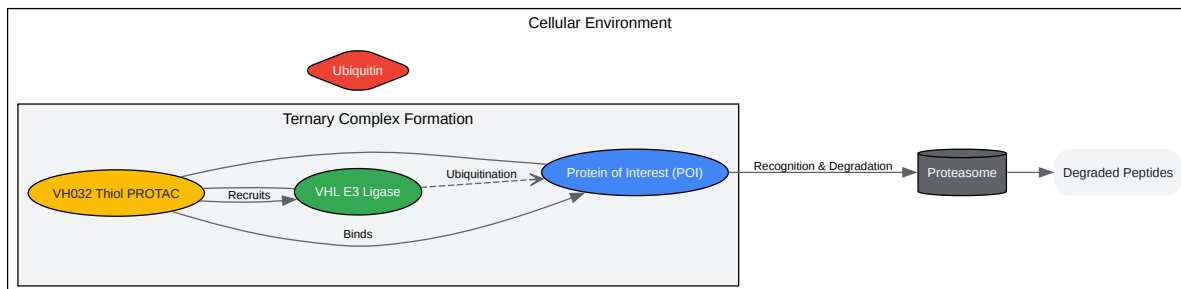 Cellular Environment
Ubiquitin
Ternary Complex Formation
VH032 Thiol PROTAC
Recruits
VHL E3 Ligase
Ubiquitination
Binds
Protein of Interest (POI)
Recognition & Degradation
Proteasome
Degraded Peptides